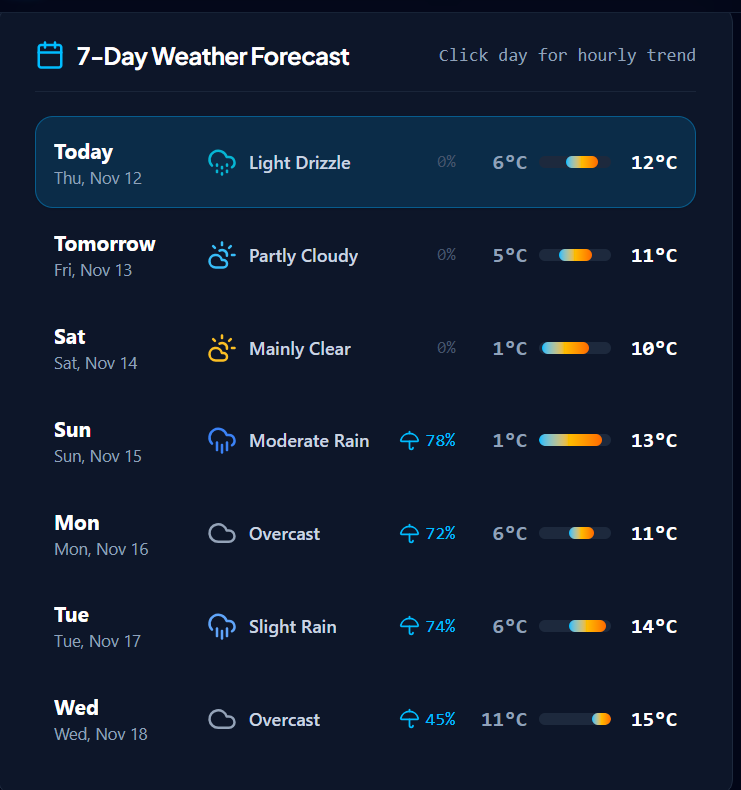 7-Day Weather Forecast Click day for hourly trend
Today
Thu, Nov 12
Light Drizzle 0% 6°C 12°C
Tomorrow
Fri, Nov 13
Partly Cloudy 0% 5°C 11°C
Sat
Sat, Nov 14
Mainly Clear 0% 1°C 10°C
Sun
Sun, Nov 15
Moderate Rain 78% 1°C 13°C
Mon
Mon, Nov 16
Overcast 72% 6°C 11°C
Tue
Tue, Nov 17
Slight Rain 74% 6°C 14°C
Wed
Wed, Nov 18
Overcast 45% 11°C 15°C